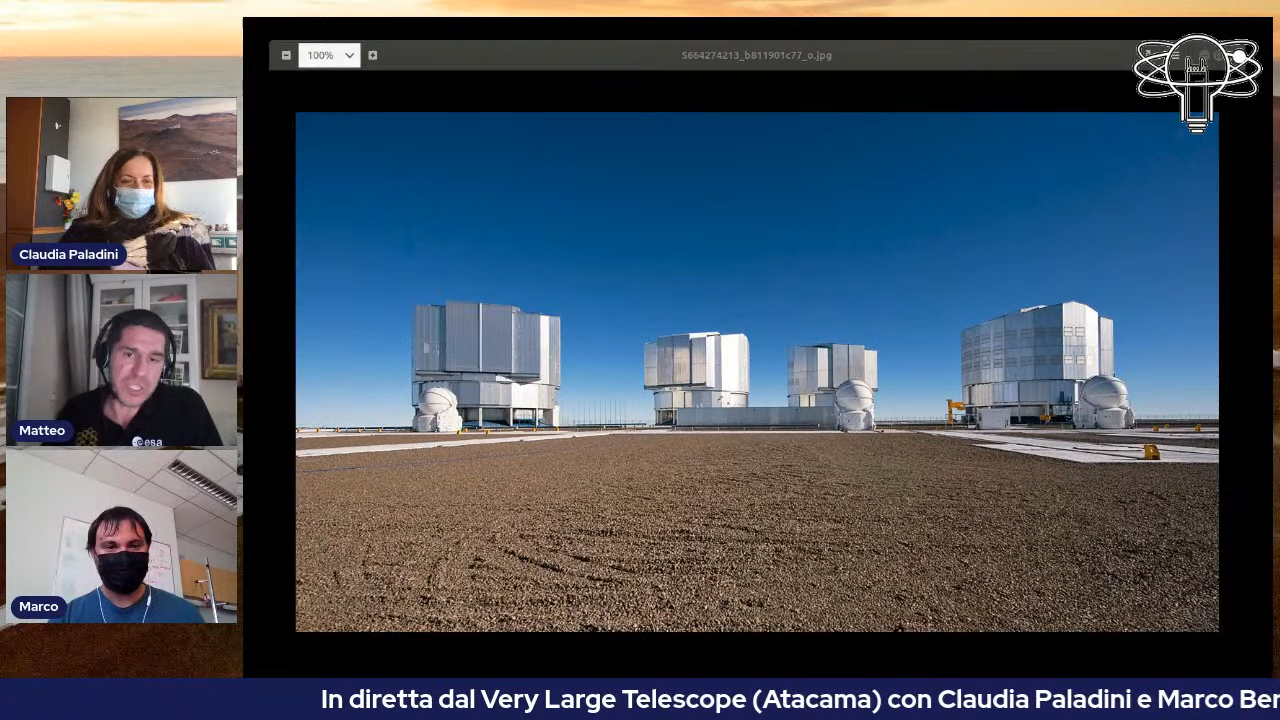 100%
5664274213_b811901c77_o.jpg
Claudia Paladini
esa
Matteo
Marco
In diretta dal Very Large Telescope (Atacama) con Claudia Paladini e Marco Ber